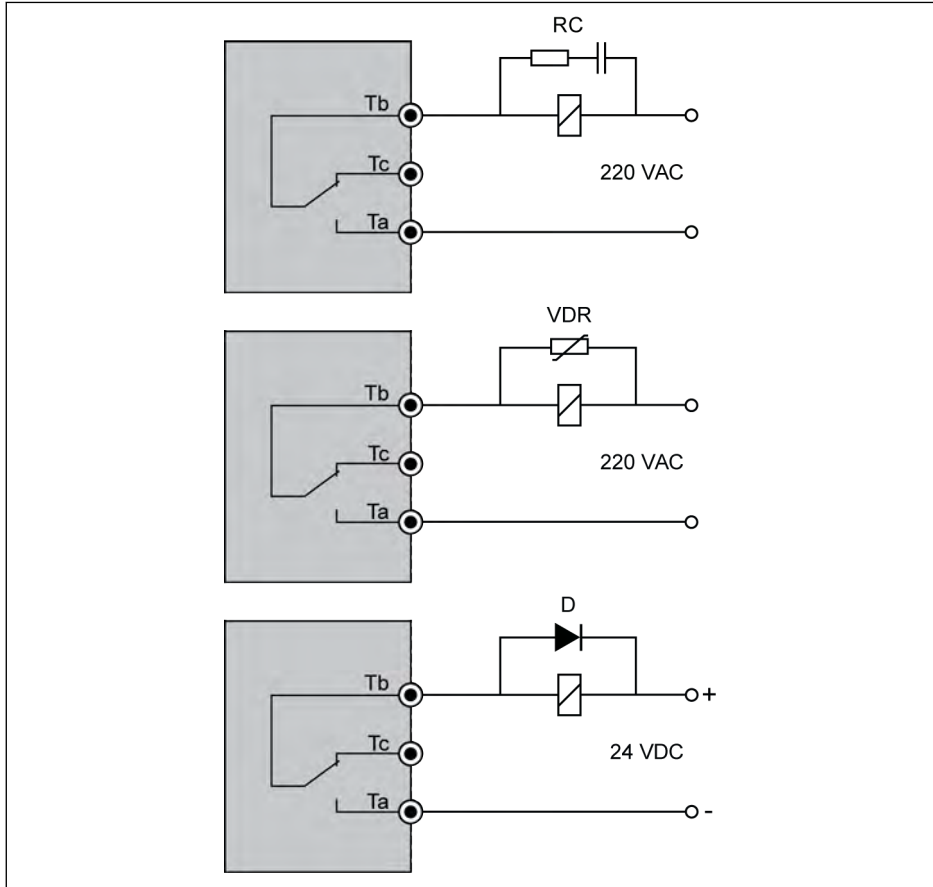 RC
Tb
Tc
220 VAC
Ta
VDR
Tb
Tc
220 VAC
Ta
D
Tb
+
Tc
24 VDC
Ta
-